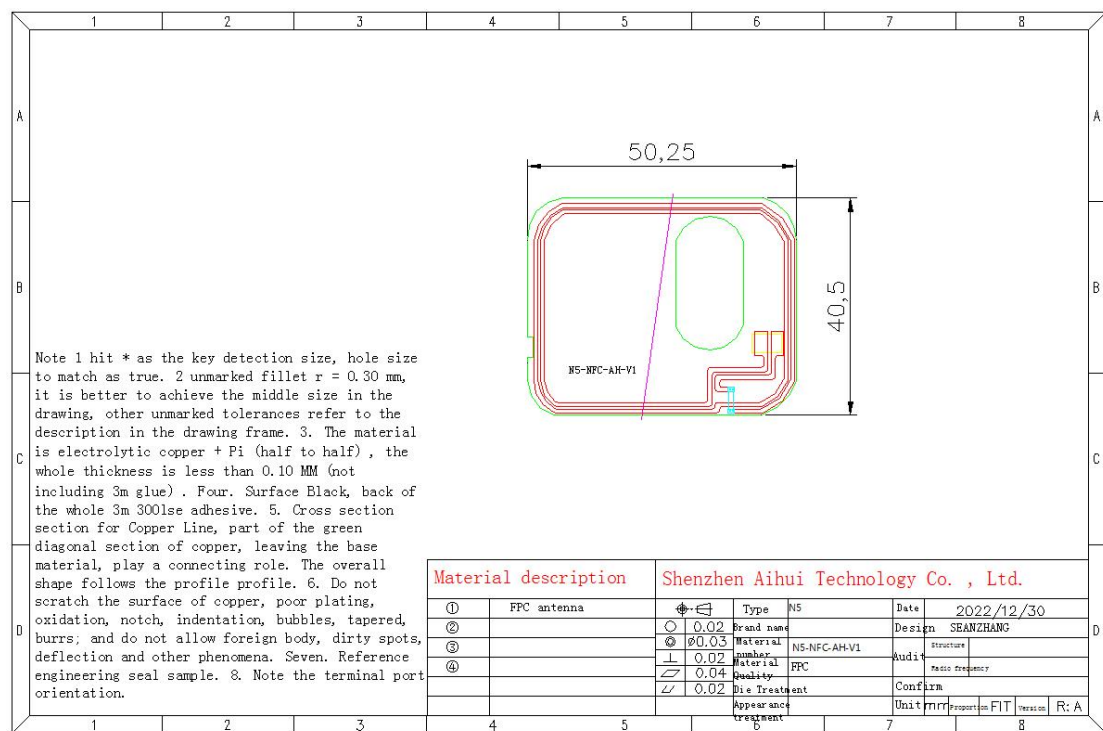 1 2 3 4 5 6 7 8
A A
50,25
B B
40,5
N5-NFC-AH-V1
Note 1 hit * as the key detection size, hole size
to match as true. 2 unmarked fillet r = 0.30 mm,
it is better to achieve the middle size in the
drawing, other unmarked tolerances refer to the
description in the drawing frame. 3. The material
is electrolytic copper + Pi (half to half) , the
whole thickness is less than 0.10 MM (not
including 3m glue) . Four. Surface Black, back of
the whole 3m 300lse adhesive. 5. Cross section
section for Copper Line, part of the green
diagonal section of copper, leaving the base
material, play a connecting role. The overall
shape follows the profile profile. 6. Do not
scratch the surface of copper, poor plating,
oxidation, notch, indentation, bubbles, tapered,
burrs; and do not allow foreign body, dirty spots,
deflection and other phenomena. Seven. Reference
engineering seal sample. 8. Note the terminal port
orientation.
C C
D D
Material description Shenzhen Aihui Technology Co. , Ltd.
① FPC antenna Type N5 Date 2022/12/30
② 0.02 Brand name Design SEANZHANG
③ ø0.03 Material number N5-NFC-AH-V1 Audit Structure
④ 0.02 Material Quality FPC Radio frequency
0.04
0.02 Die Treatment Confirm
Appearance treatment Unit mm Proportion FIT Version R: A
1 2 3 4 5 6 7 8